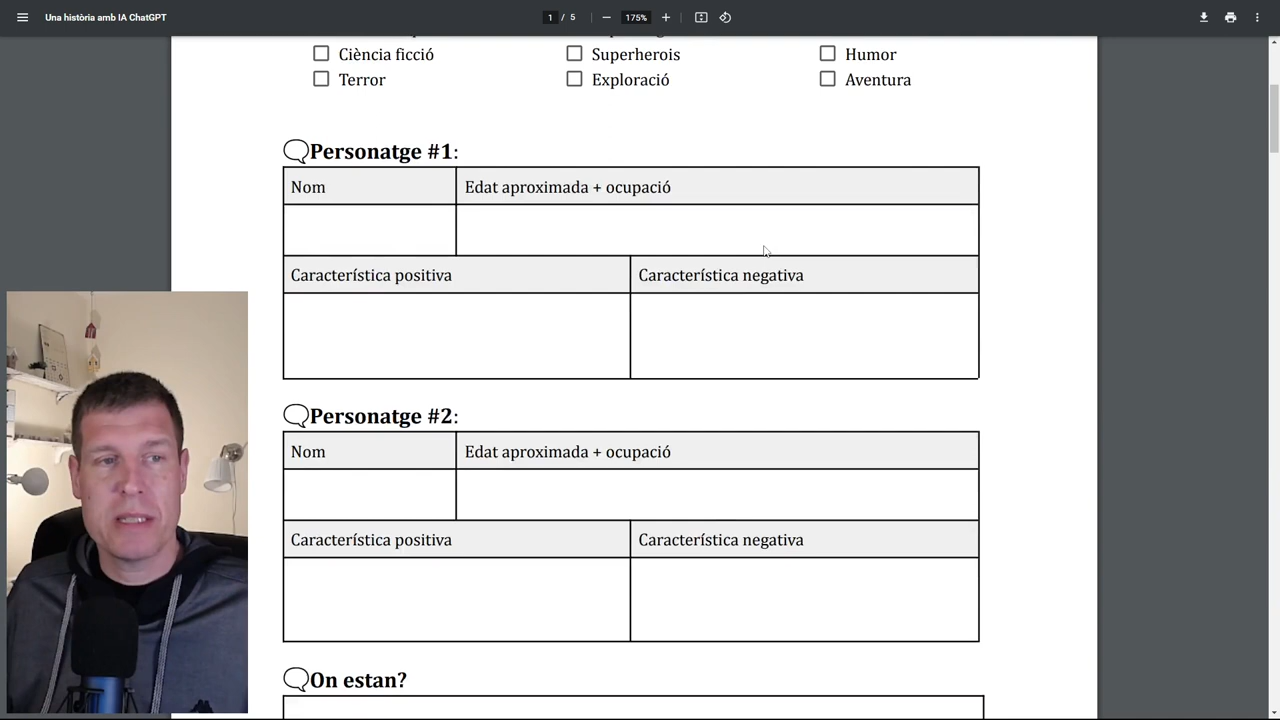 Una història amb IA ChatGPT
1 / 5
175%
Ciència ficció
Superherois
Humor
Terror
Exploració
Aventura
Personatge #1:
Nom
Edat aproximada + ocupació
Característica positiva
Característica negativa
Personatge #2:
Nom
Edat aproximada + ocupació
Característica positiva
Característica negativa
On estan?